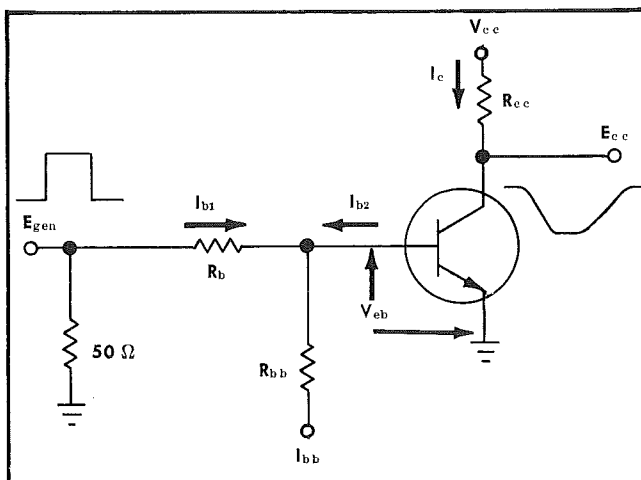 Vcc
Ic
Rcc
Ecc
Egen
Ib1
Ib2
Rb
Veb
50 Ω
Rbb
Ibb